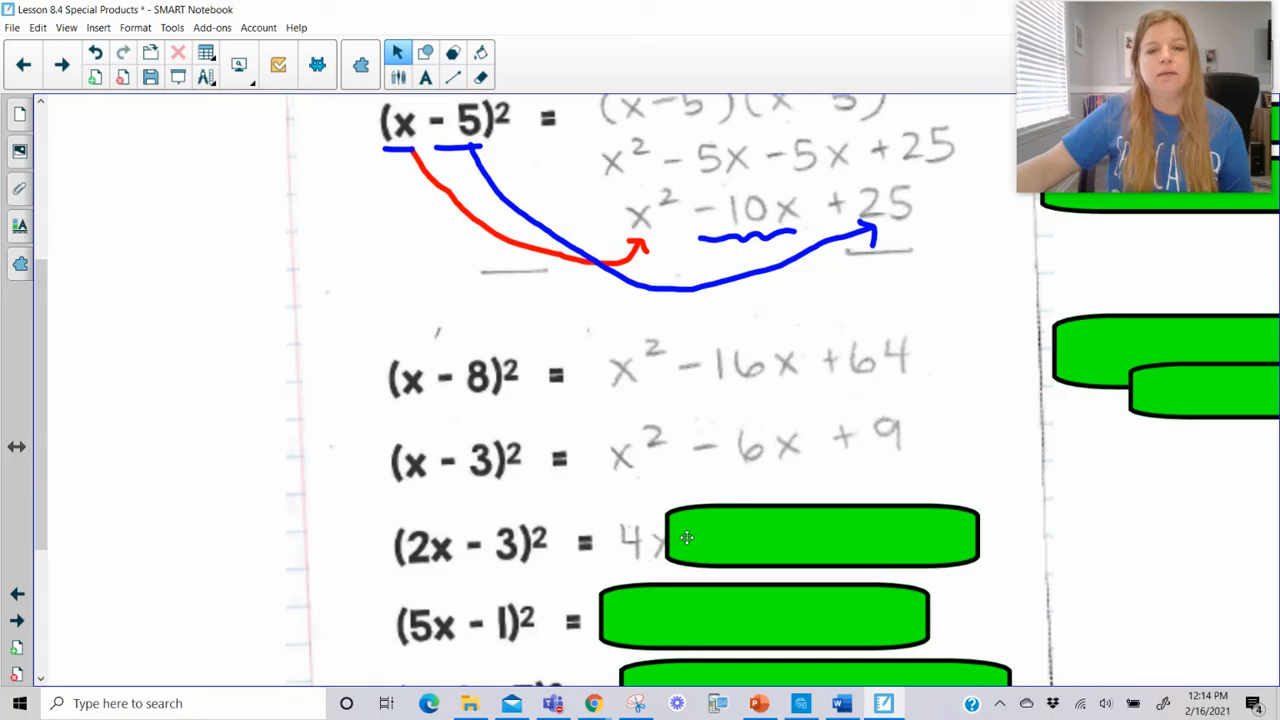 Lesson 8.4 Special Products * - SMART Notebook
File Edit View Insert Format Tools Add-ons Account Help
(x - 5)² = (x-5)(x-5)
x² - 5x - 5x + 25
x² - 10x + 25
(x - 8)² = x² - 16x + 64
(x - 3)² = x² - 6x + 9
(2x - 3)² = 4x
(5x - 1)² =
Type here to search
12:14 PM
2/16/2021
4